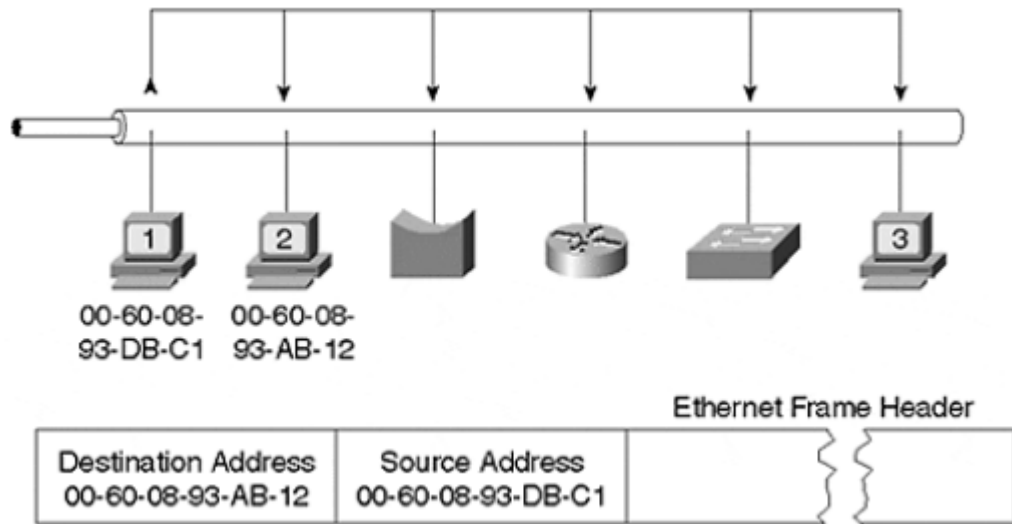 1
2
3
00-60-08-
93-DB-C1
00-60-08-
93-AB-12
Ethernet Frame Header
Destination Address
00-60-08-93-AB-12
Source Address
00-60-08-93-DB-C1